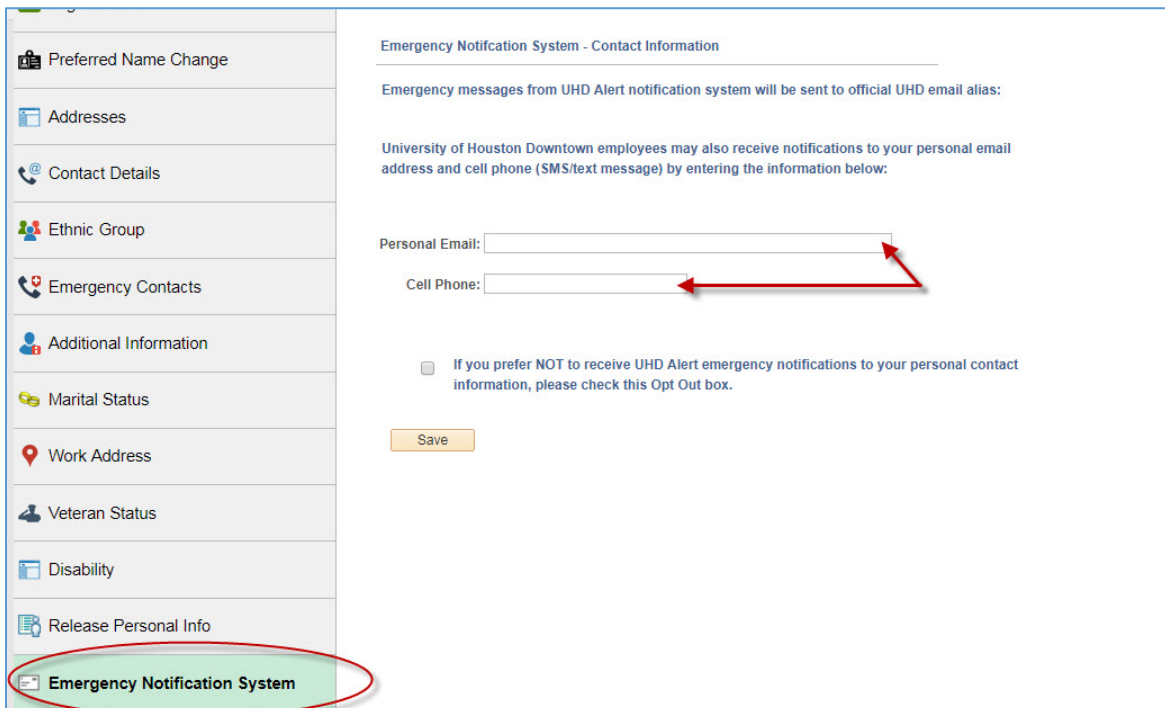 Preferred Name Change
Addresses
Contact Details
Ethnic Group
Emergency Contacts
Additional Information
Marital Status
Work Address
Veteran Status
Disability
Release Personal Info
Emergency Notification System
Emergency Notifcation System - Contact Information
Emergency messages from UHD Alert notification system will be sent to official UHD email alias:
University of Houston Downtown employees may also receive notifications to your personal email
address and cell phone (SMS/text message) by entering the information below:
Personal Email:
Cell Phone:
If you prefer NOT to receive UHD Alert emergency notifications to your personal contact
information, please check this Opt Out box.
Save